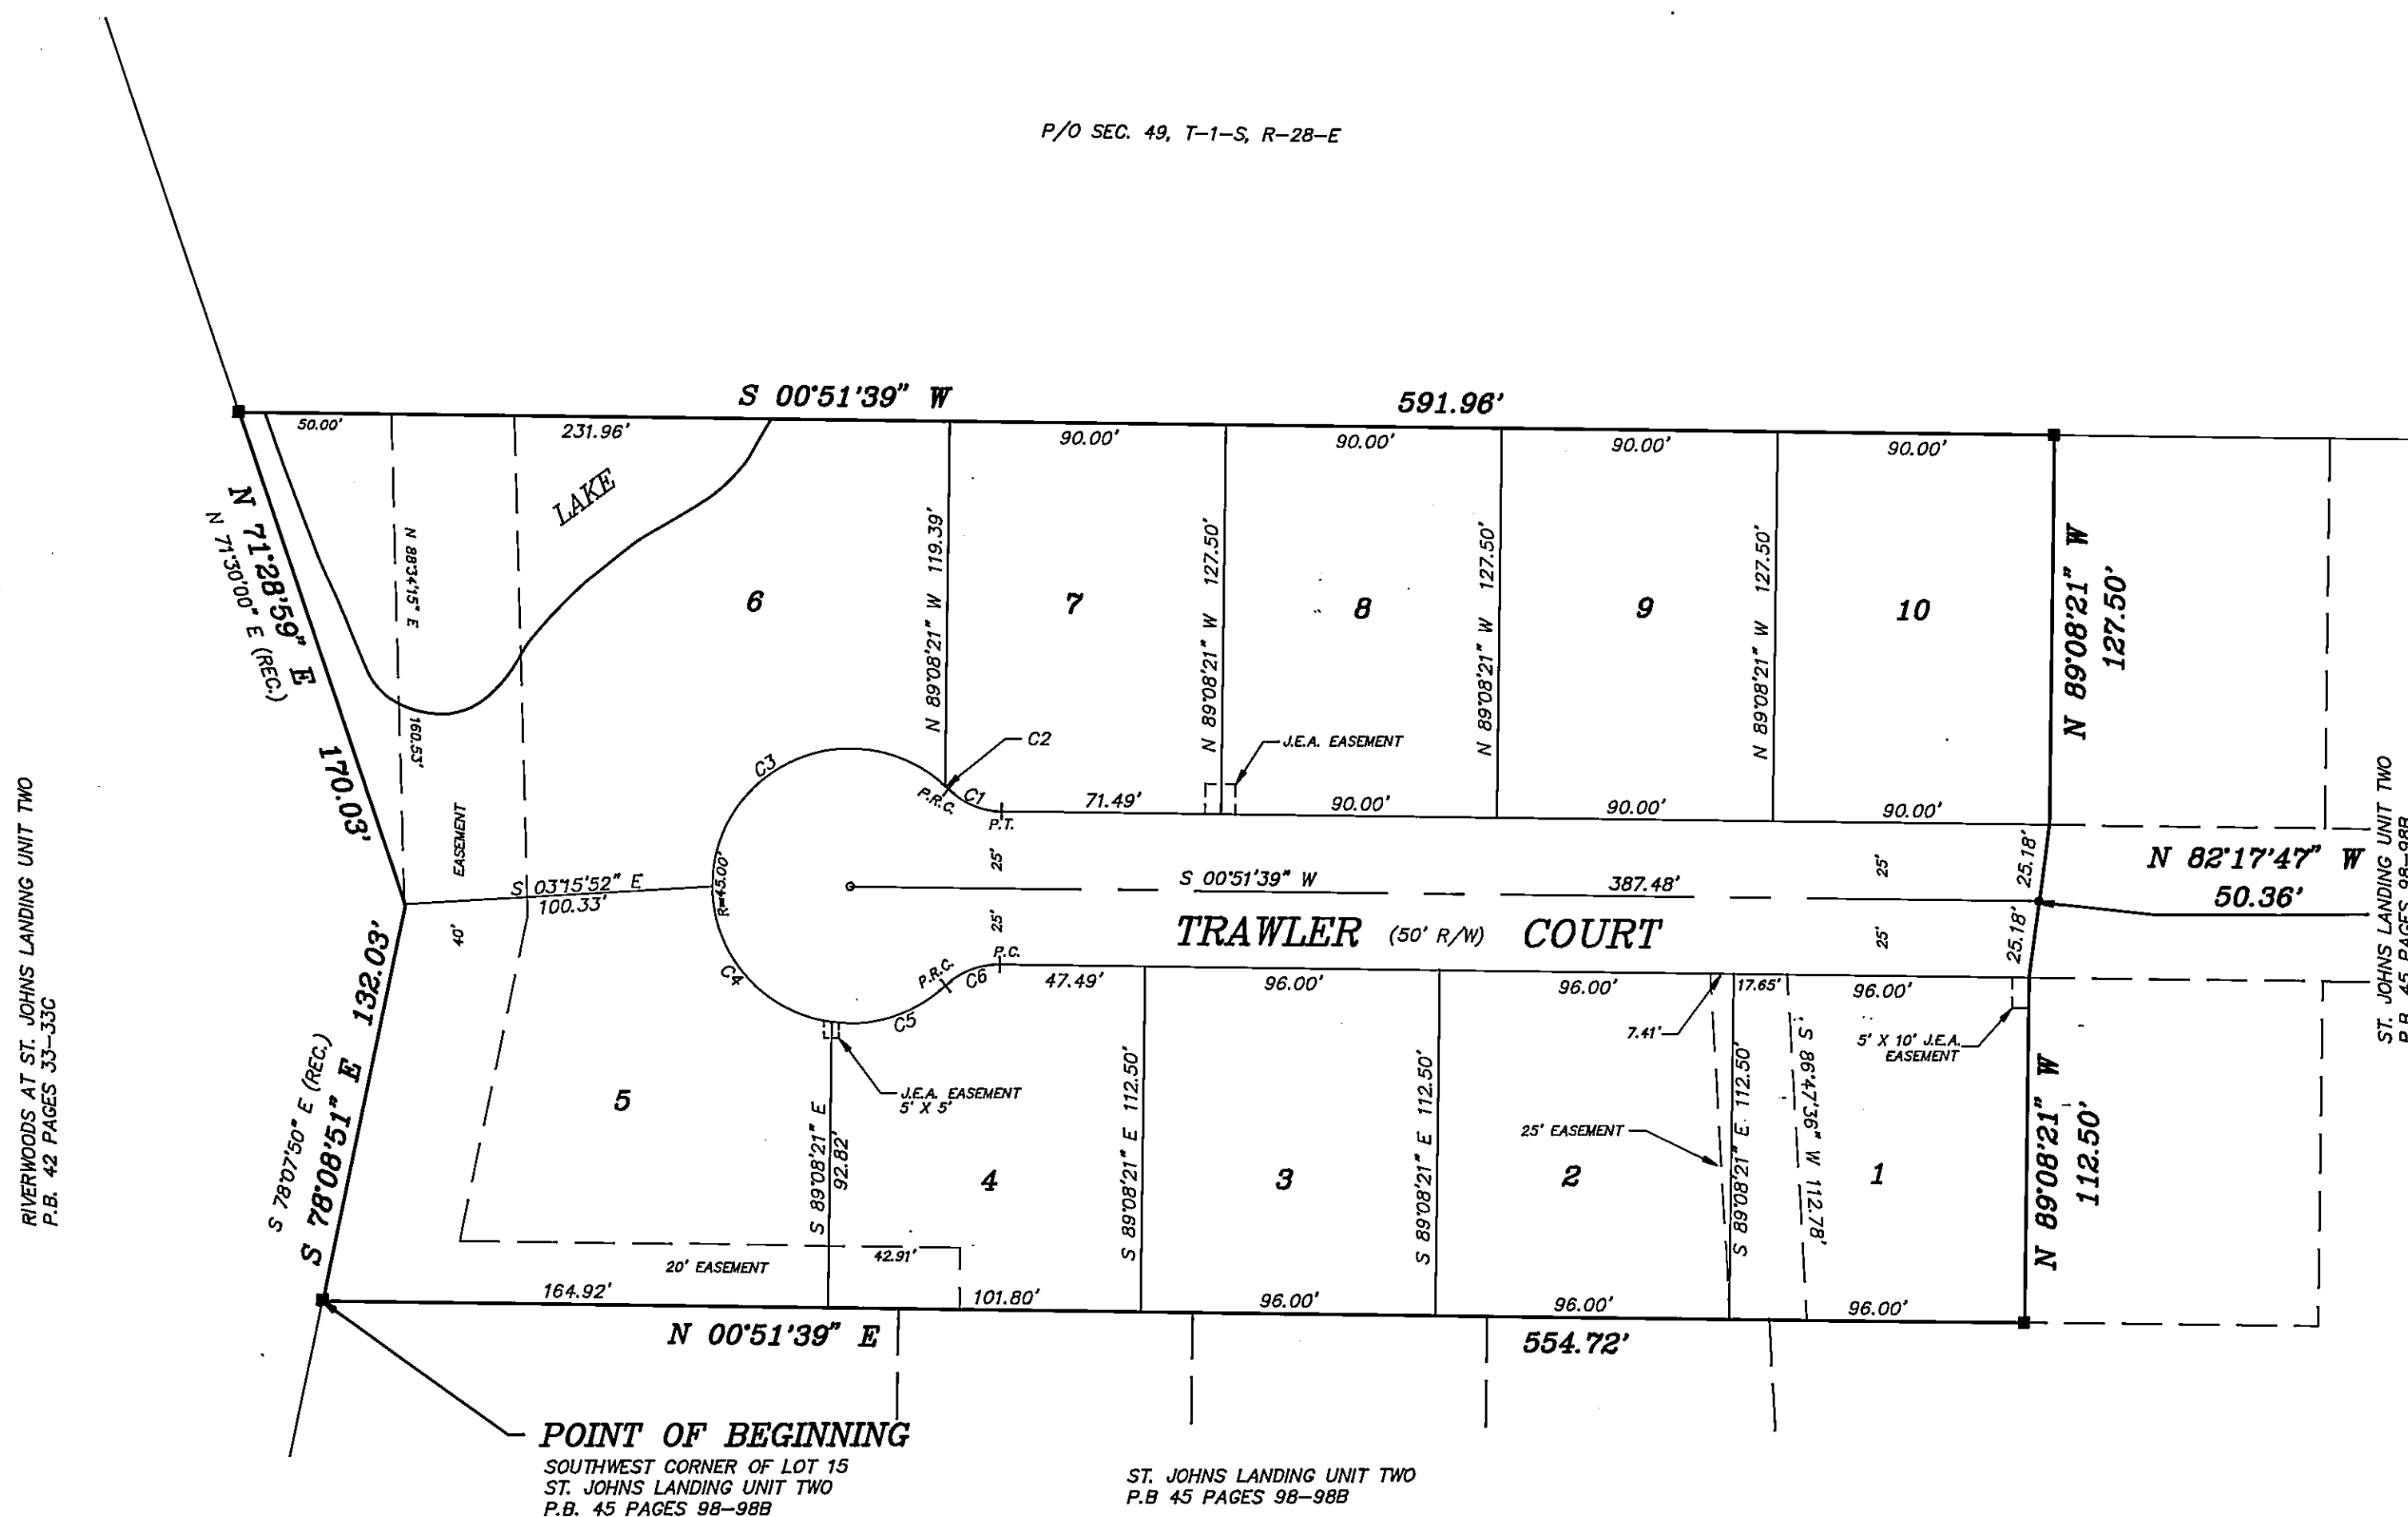 P/O SEC. 49, T-1-S, R-28-E
S 00°51'39" W
591.96'
50.00'
231.96'
90.00'
90.00'
90.00'
90.00'
LAKE
N 71°28'59" E
170.03'
N 71°30'00" E (REC.)
N 88°34'15" E
160.53'
6
7
8
9
10
N 89°08'21" W 119.39'
N 89°08'21" W 127.50'
N 89°08'21" W 127.50'
N 89°08'21" W 127.50'
N 89°08'21" W
127.50'
C2
J.E.A. EASEMENT
C3
P.R.C.
C1
P.T.
71.49'
90.00'
90.00'
90.00'
40' EASEMENT
S 03°15'52" E
100.33'
R=45.00'
25'
25'
S 00°51'39" W
387.48'
25'
25'
25.18'
25.18'
N 82°17'47" W
50.36'
TRAWLER (50' R/W) COURT
C4
P.R.C.
C6
P.C.
C5
47.49'
96.00'
96.00'
17.65'
96.00'
7.41'
5' X 10' J.E.A.
EASEMENT
J.E.A. EASEMENT
5' X 5'
25' EASEMENT
S 78°08'51" E 132.03'
S 78°07'50" E (REC.)
5
4
3
2
1
S 89°08'21" E
92.82'
S 89°08'21" E 112.50'
S 89°08'21" E 112.50'
S 89°08'21" E 112.50'
S 86°47'36" W 112.78'
N 89°08'21" W
112.50'
20' EASEMENT
42.91'
164.92'
101.80'
96.00'
96.00'
96.00'
N 00°51'39" E
554.72'
POINT OF BEGINNING
SOUTHWEST CORNER OF LOT 15
ST. JOHNS LANDING UNIT TWO
P.B. 45 PAGES 98-98B
ST. JOHNS LANDING UNIT TWO
P.B 45 PAGES 98-98B
RIVERWOODS AT ST. JOHNS LANDING UNIT TWO
P.B. 42 PAGES 33-33C
ST. JOHNS LANDING UNIT TWO
P.B. 45 PAGES 98-98B